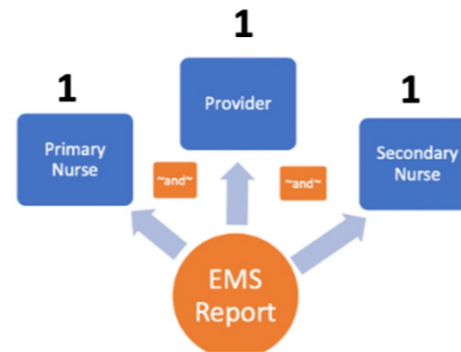 1
1
1
Provider
Primary
Nurse
~and~
~and~
Secondary
Nurse
EMS
Report